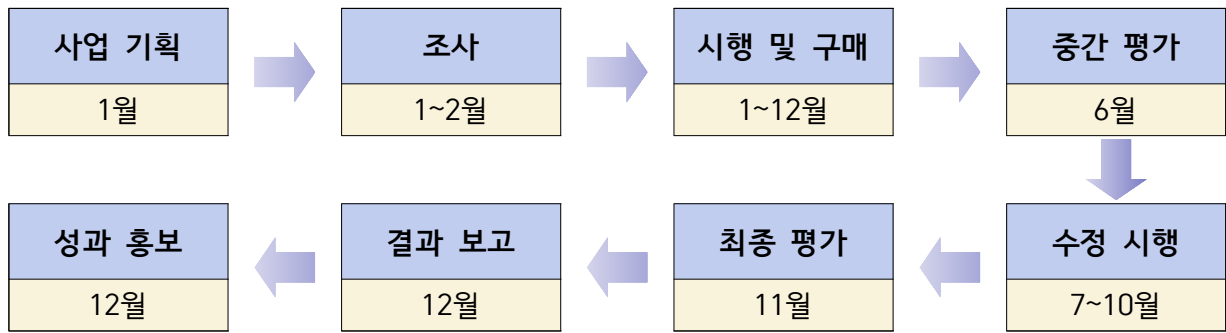 사업 기획
1월
조사
1~2월
시행 및 구매
1~12월
중간 평가
6월
수정 시행
7~10월
최종 평가
11월
결과 보고
12월
성과 홍보
12월